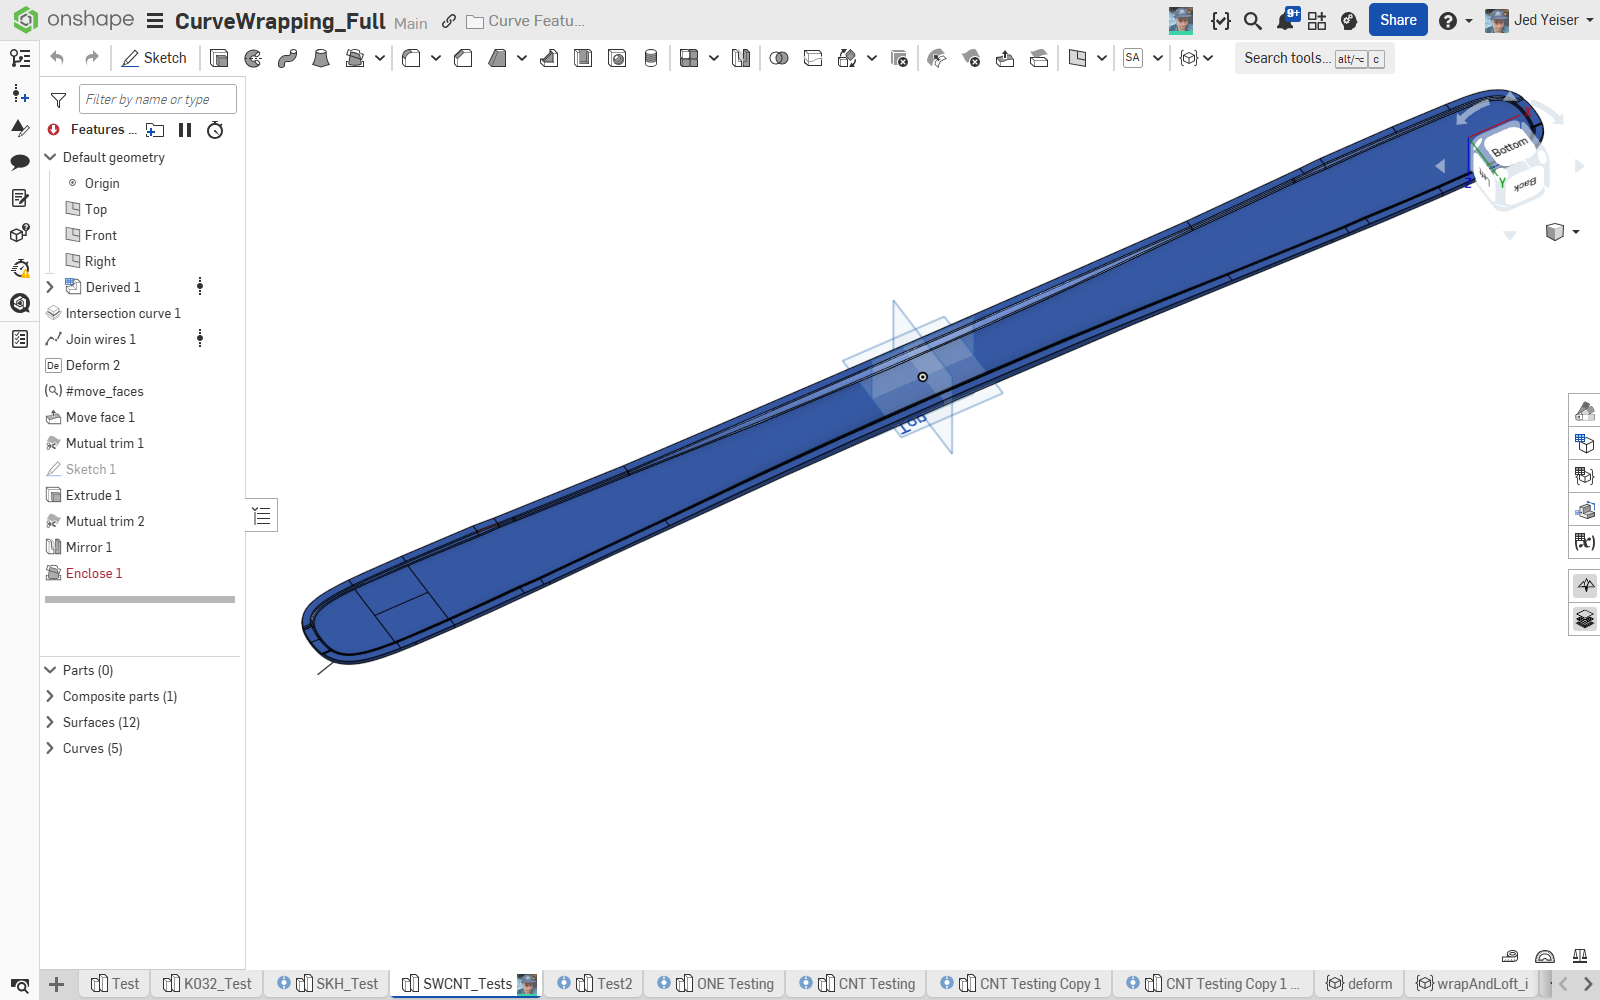 onshape CurveWrapping_Full Main Curve Featu... 9+ Share Jed Yeiser
Sketch SA Search tools... alt/⌥ c
Filter by name or type
Features ...
Default geometry
Origin
Top
Front
Right
Derived 1
Intersection curve 1
Join wires 1
De Deform 2
#move_faces
Move face 1
Mutual trim 1
Sketch 1
Extrude 1
Mutual trim 2
Mirror 1
Enclose 1
Parts (0)
Composite parts (1)
Surfaces (12)
Curves (5)
Bottom
Back
X
Y
Z
Top
Test K032_Test SKH_Test SWCNT_Tests Test2 ONE Testing CNT Testing CNT Testing Copy 1 CNT Testing Copy 1 ... deform wrapAndLoft_i